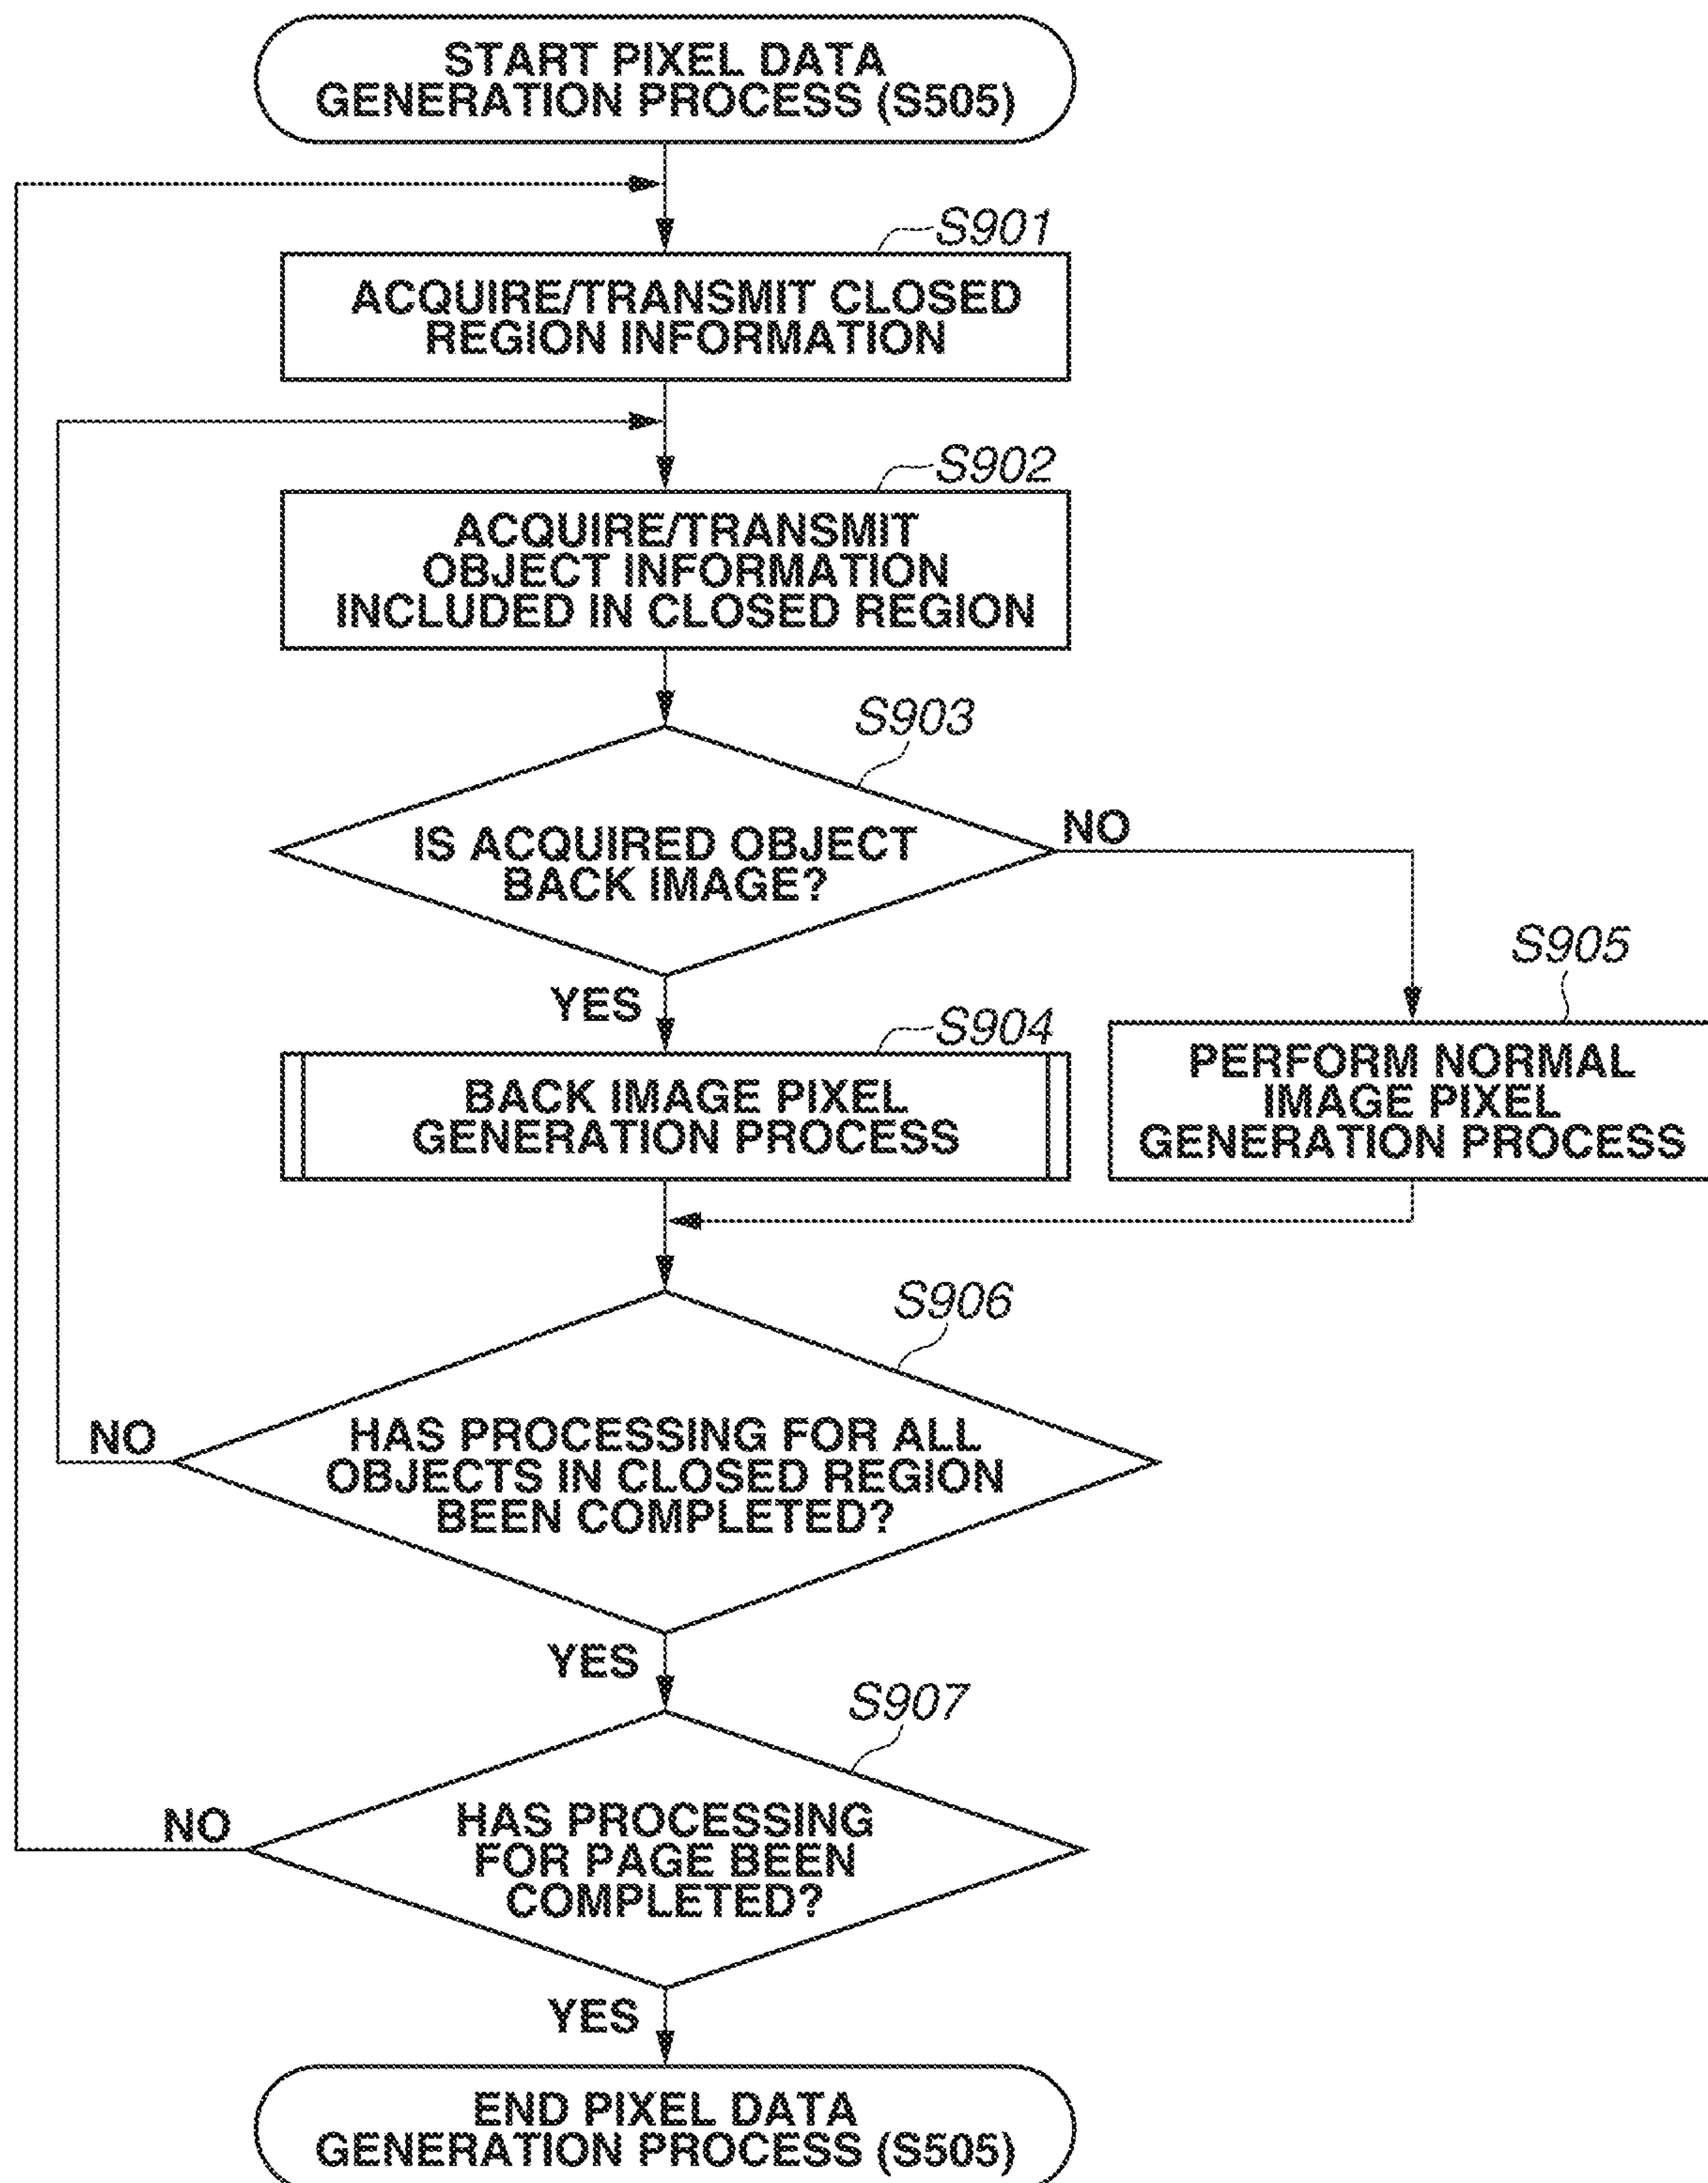 START PIXEL DATA
GENERATION PROCESS (S505)
S901
ACQUIRE/TRANSMIT CLOSED
REGION INFORMATION
S902
ACQUIRE/TRANSMIT
OBJECT INFORMATION
INCLUDED IN CLOSED REGION
S903
IS ACQUIRED OBJECT
BACK IMAGE?
NO
YES
S904
BACK IMAGE PIXEL
GENERATION PROCESS
S905
PERFORM NORMAL
IMAGE PIXEL
GENERATION PROCESS
S906
HAS PROCESSING FOR ALL
OBJECTS IN CLOSED REGION
BEEN COMPLETED?
NO
YES
S907
HAS PROCESSING
FOR PAGE BEEN
COMPLETED?
NO
YES
END PIXEL DATA
GENERATION PROCESS (S505)